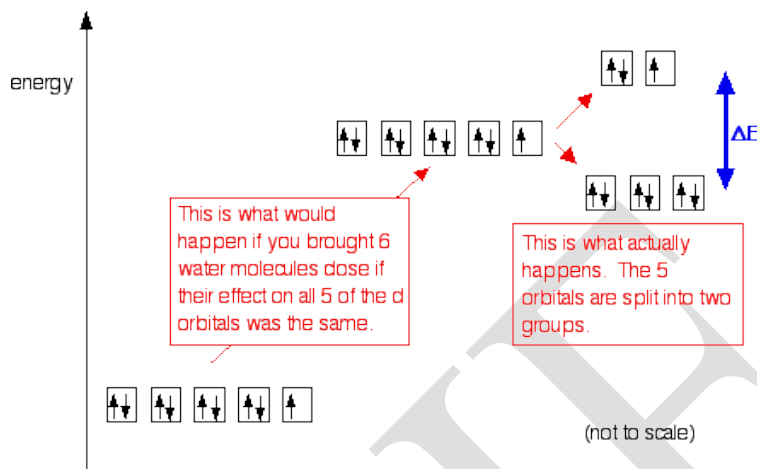 energy
ΔE
This is what would
happen if you brought 6
water molecules close if
their effect on all 5 of the d
orbitals was the same.
This is what actually
happens. The 5
orbitals are split into two
groups.
(not to scale)